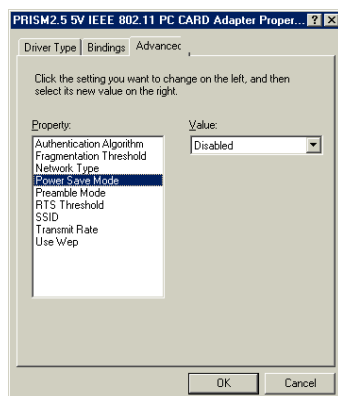 PRISM2.5 5V IEEE 802.11 PC CARD Adapter Proper...
Driver Type Bindings Advanced
Click the setting you want to change on the left, and then
select its new value on the right.
Property: Value:
Authentication Algorithm
Fragmentation Threshold
Network Type
Power Save Mode
Preamble Mode
RTS Threshold
SSID
Transmit Rate
Use Wep
Disabled
OK Cancel